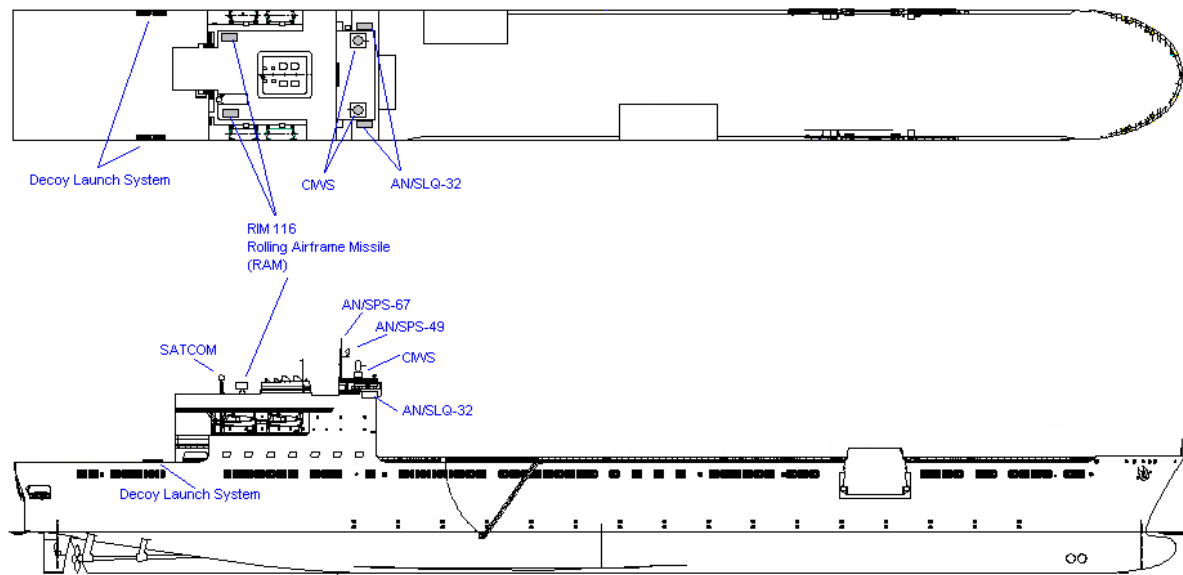 Decoy Launch System
CIWS
AN/SLQ-32
RIM 116
Rolling Airframe Missile
(RAM)
AN/SPS-67
AN/SPS-49
SATCOM
CIWS
AN/SLQ-32
Decoy Launch System